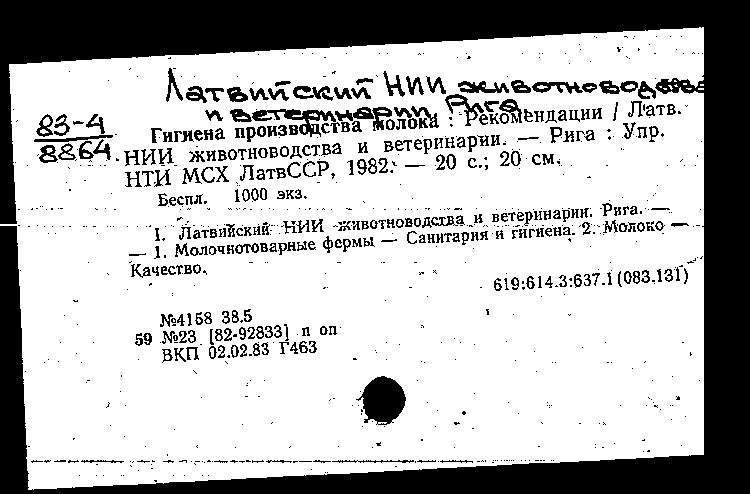 Латвийский НИИ животноводства
и ветеринарии Рига
83-4
8864
Гигиена производства молока : Рекомендации / Латв.
НИИ животноводства и ветеринарии. — Рига : Упр.
НТИ МСХ ЛатвССР, 1982. — 20 с.; 20 см.
Беспл. 1000 экз.
I. Латвийский НИИ животноводства и ветеринарии. Рига. —
— 1. Молочнотоварные фермы — Санитария и гигиена. 2. Молоко —
Качество.
619:614.3:637.1(083.131)
№4158 38.5
59 №23 [82-92833] п оп
ВКП 02.02.83 Г463